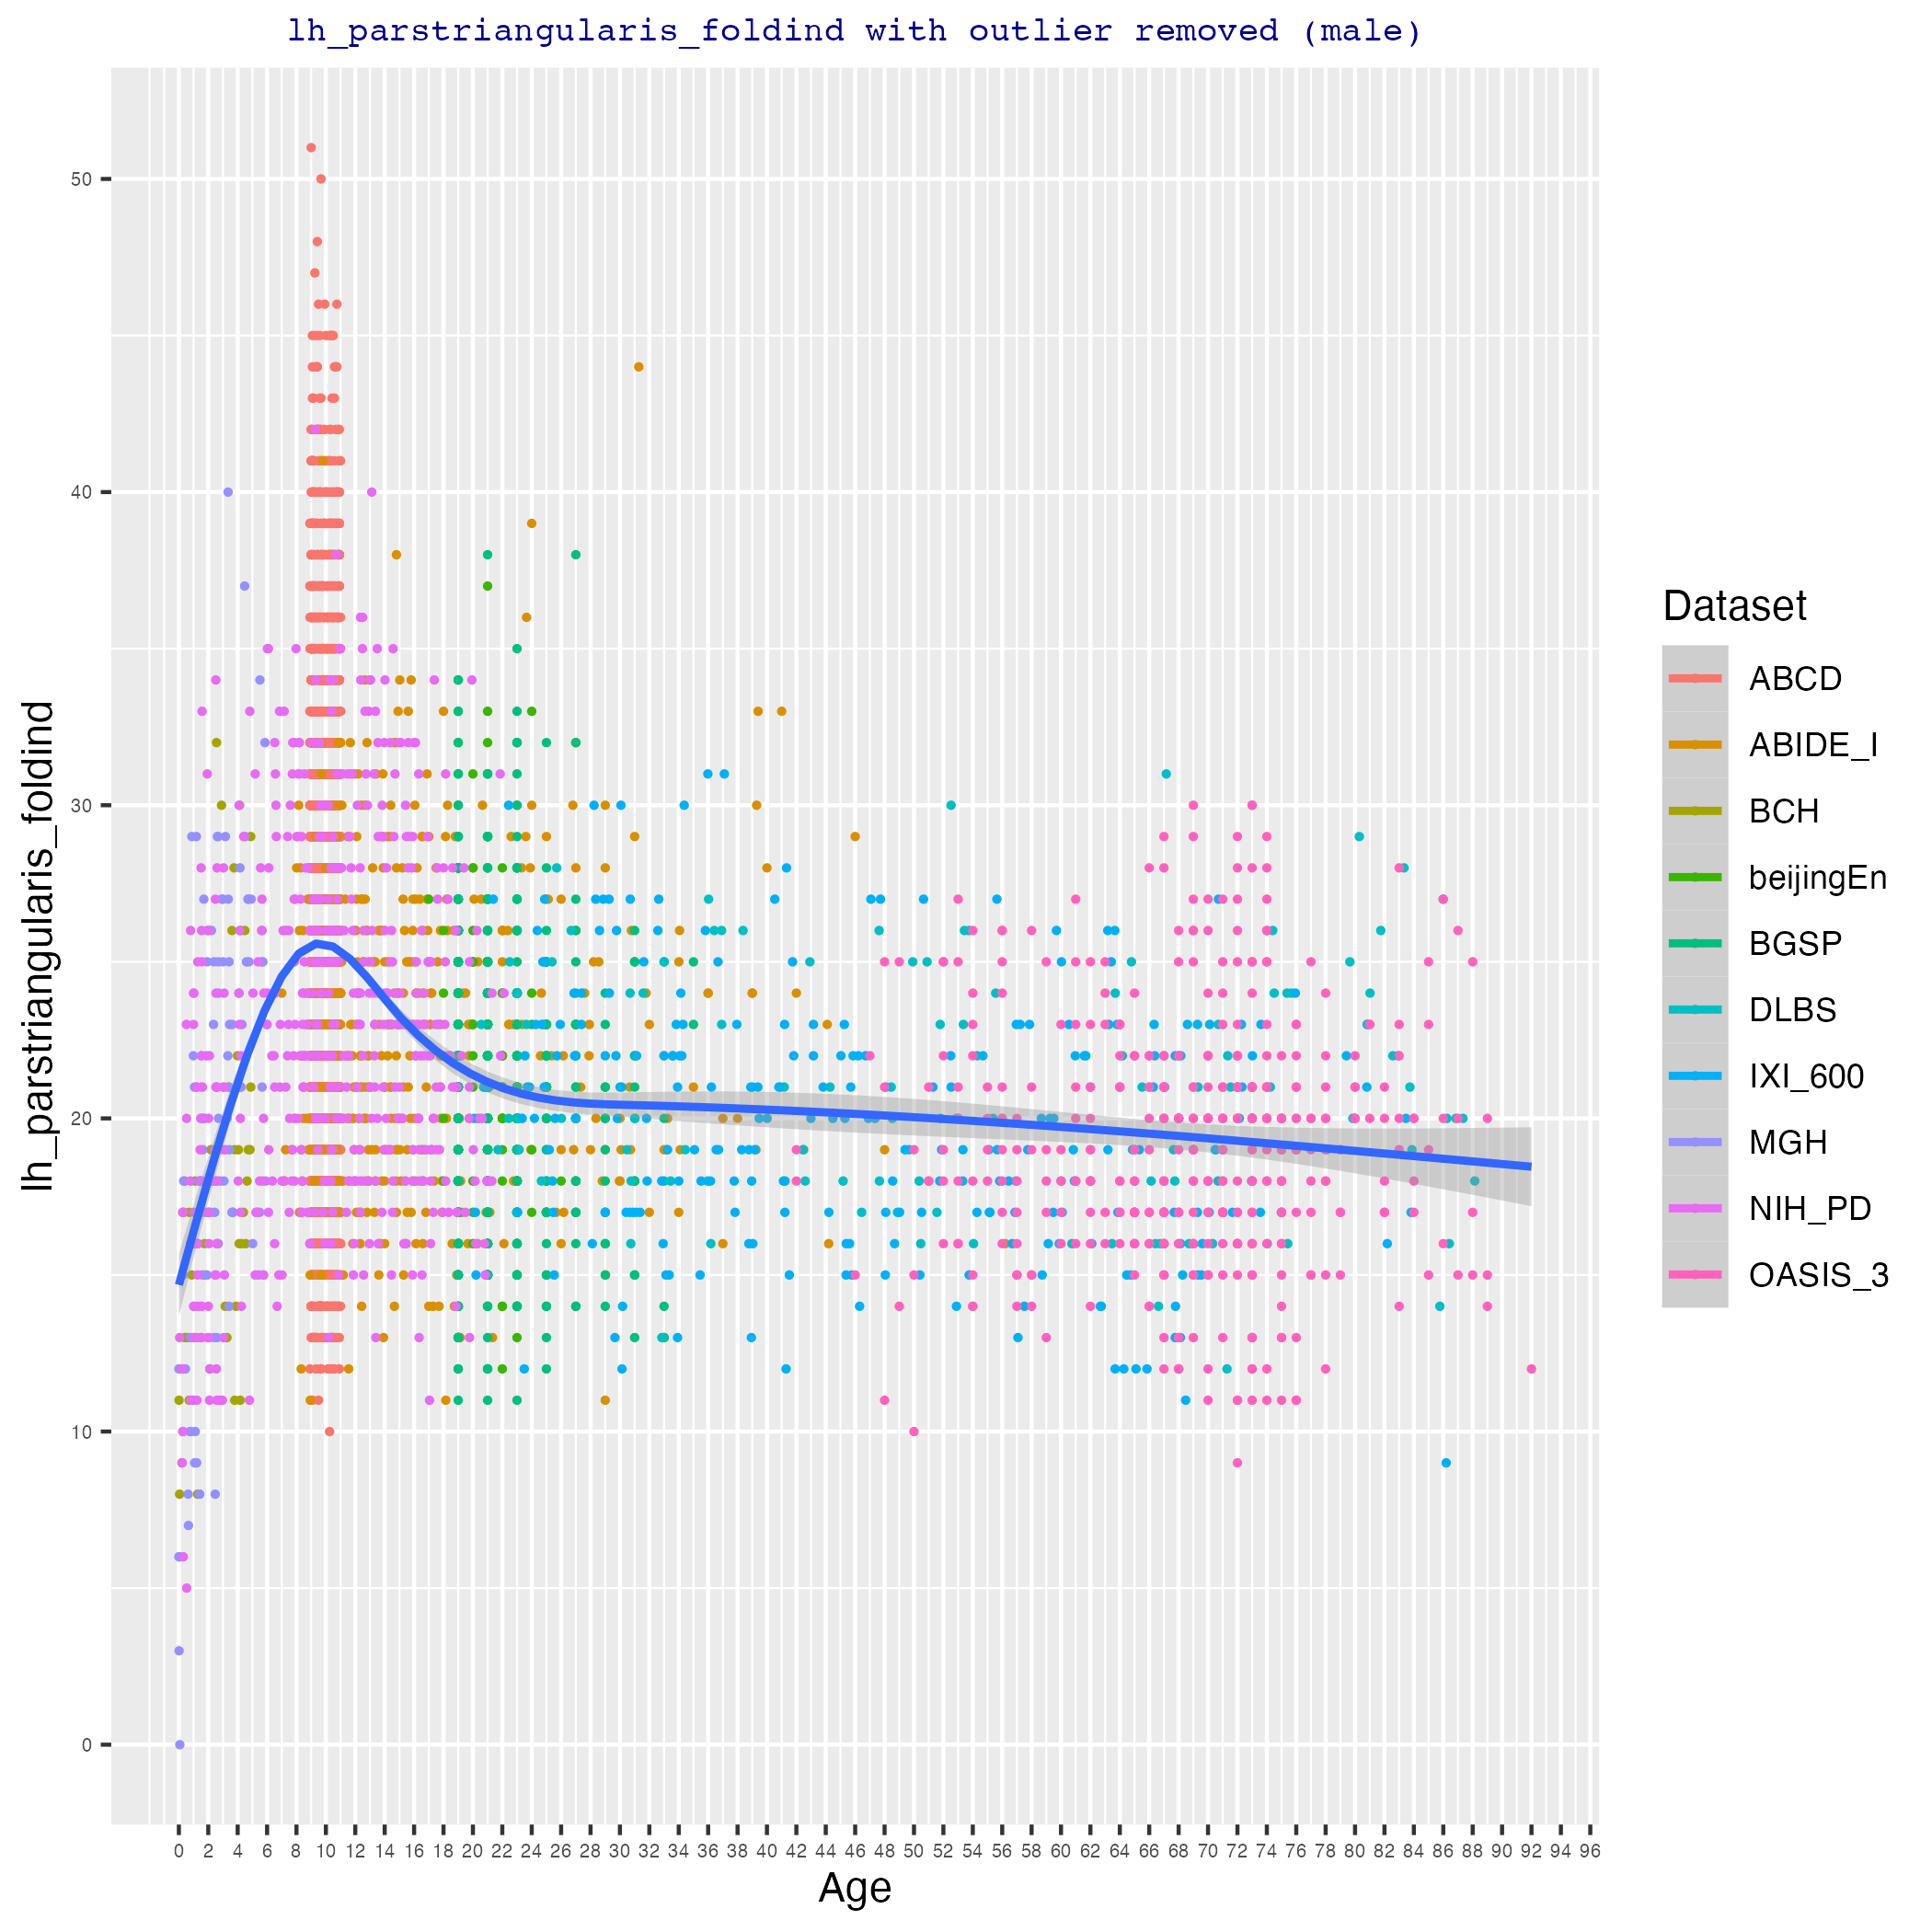 lh_parstriangularis_foldind with outlier removed (male)
50
40
30
20
10
0
lh_parstriangularis_foldind
0 2 4 6 8 10 12 14 16 18 20 22 24 26 28 30 32 34 36 38 40 42 44 46 48 50 52 54 56 58 60 62 64 66 68 70 72 74 76 78 80 82 84 86 88 90 92 94 96
Age
Dataset
ABCD
ABIDE_I
BCH
beijingEn
BGSP
DLBS
IXI_600
MGH
NIH_PD
OASIS_3